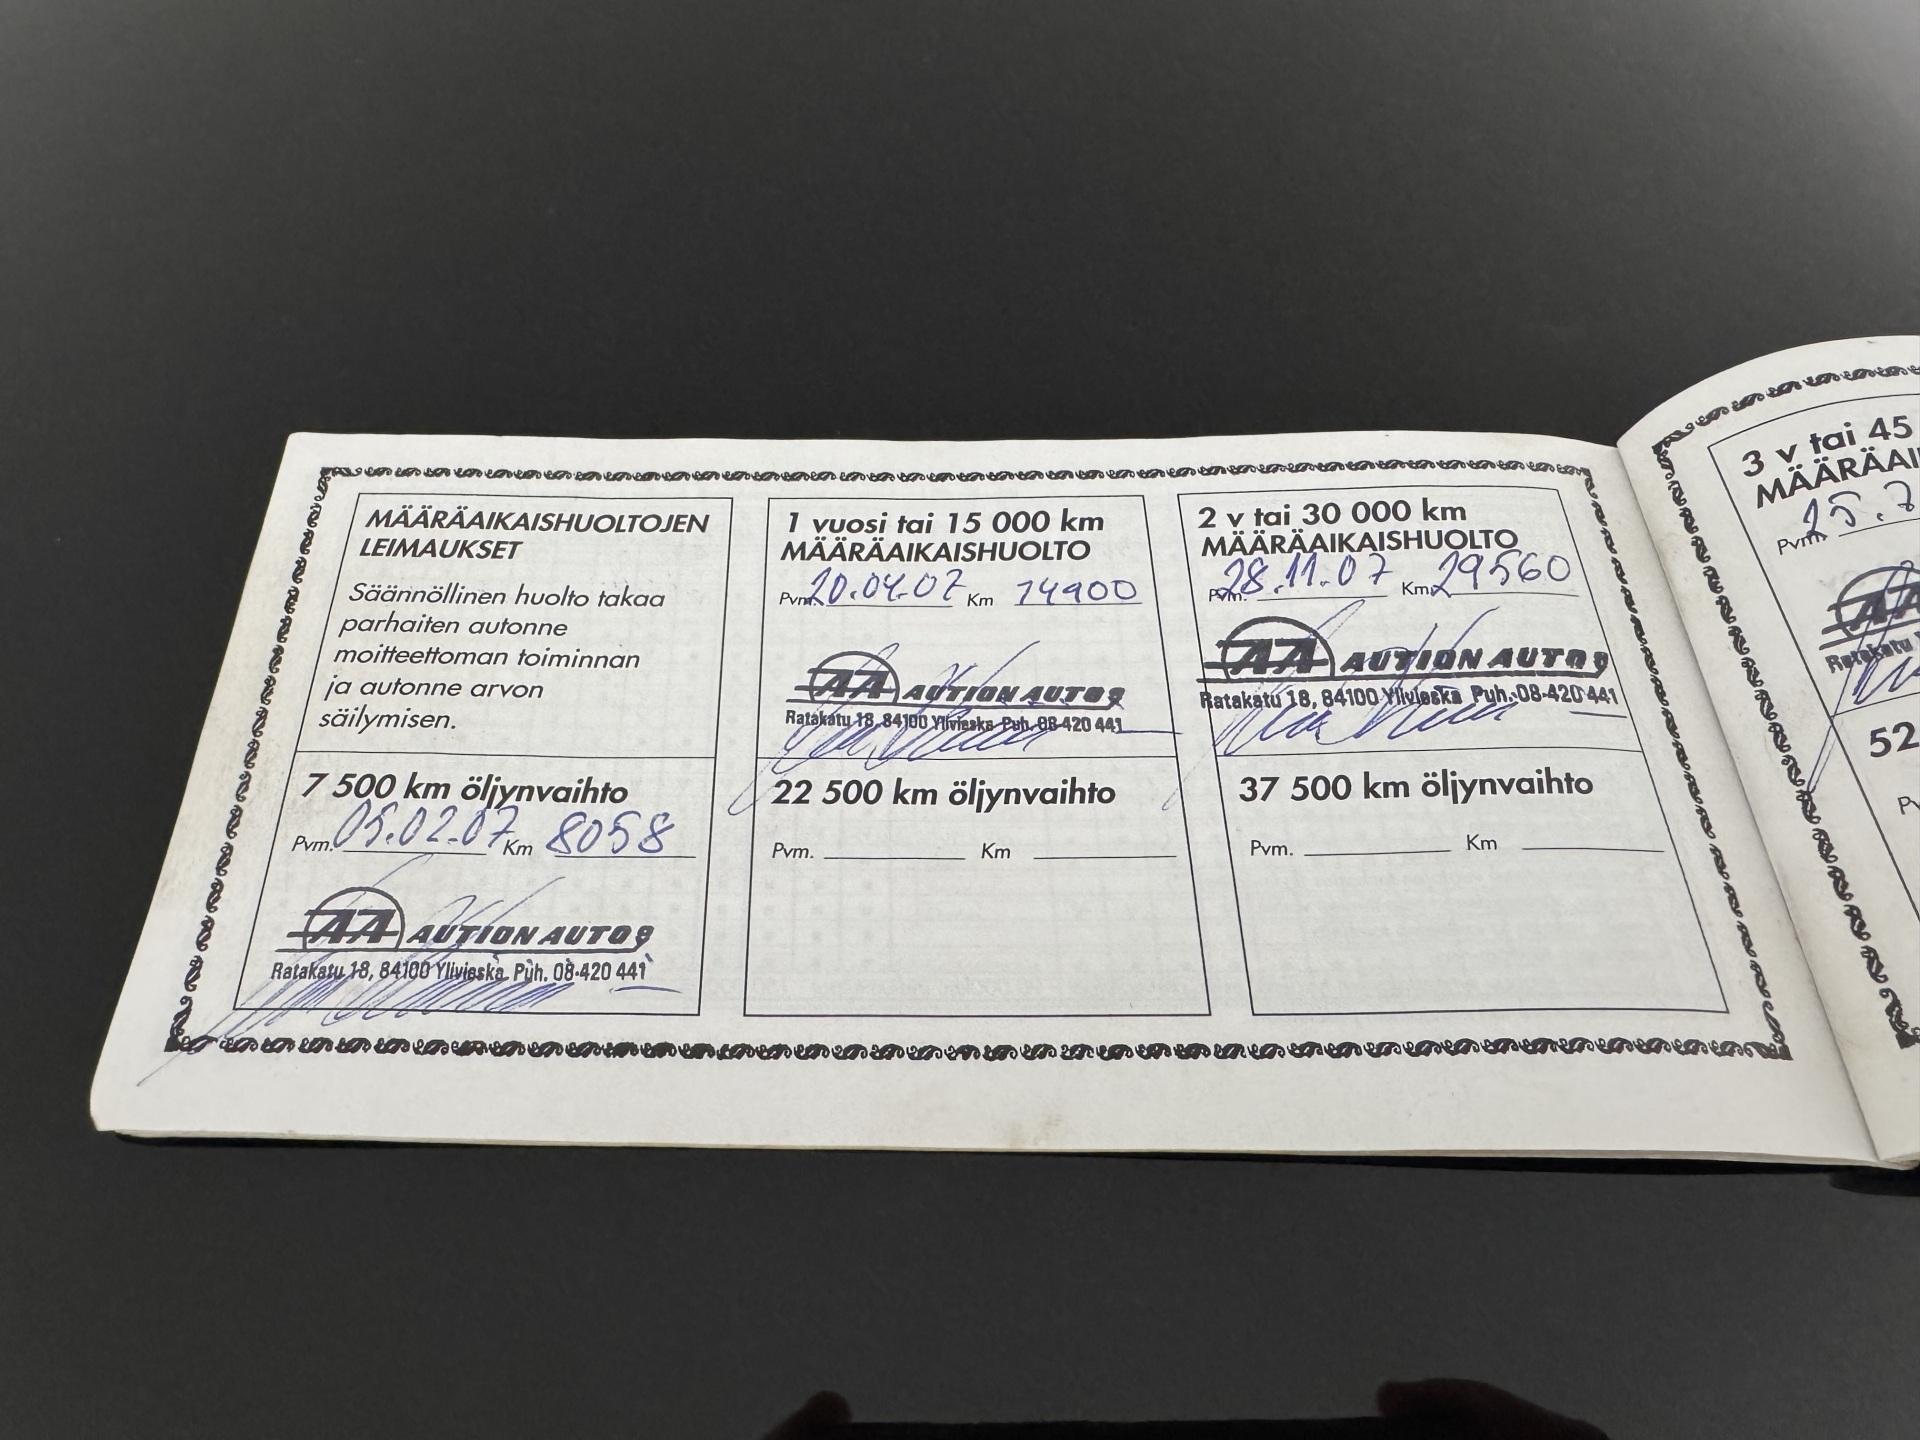 MÄÄRÄAIKAISHUOLTOJEN
LEIMAUKSET
Säännöllinen huolto takaa
parhaiten autonne
moitteettoman toiminnan
ja autonne arvon
säilymisen.
7 500 km öljynvaihto
Pvm. 05.02.07 Km 8058
AA AUTION AUTO
Ratakatu 18, 84100 Ylivieska Puh. 08-420 441
1 vuosi tai 15 000 km
MÄÄRÄAIKAISHUOLTO
Pvm. 20.04.07 Km 14900
AA AUTION AUTO
Ratakatu 18, 84100 Ylivieska Puh. 08-420 441
22 500 km öljynvaihto
Pvm. Km
2 v tai 30 000 km
MÄÄRÄAIKAISHUOLTO
Pvm. 28.11.07 Km 29560
AA AUTION AUTO
Ratakatu 18, 84100 Ylivieska Puh. 08-420 441
37 500 km öljynvaihto
Pvm. Km
3 v tai 45
MÄÄRÄAI
Pvm. 25.7
AA
Ratakatu
52